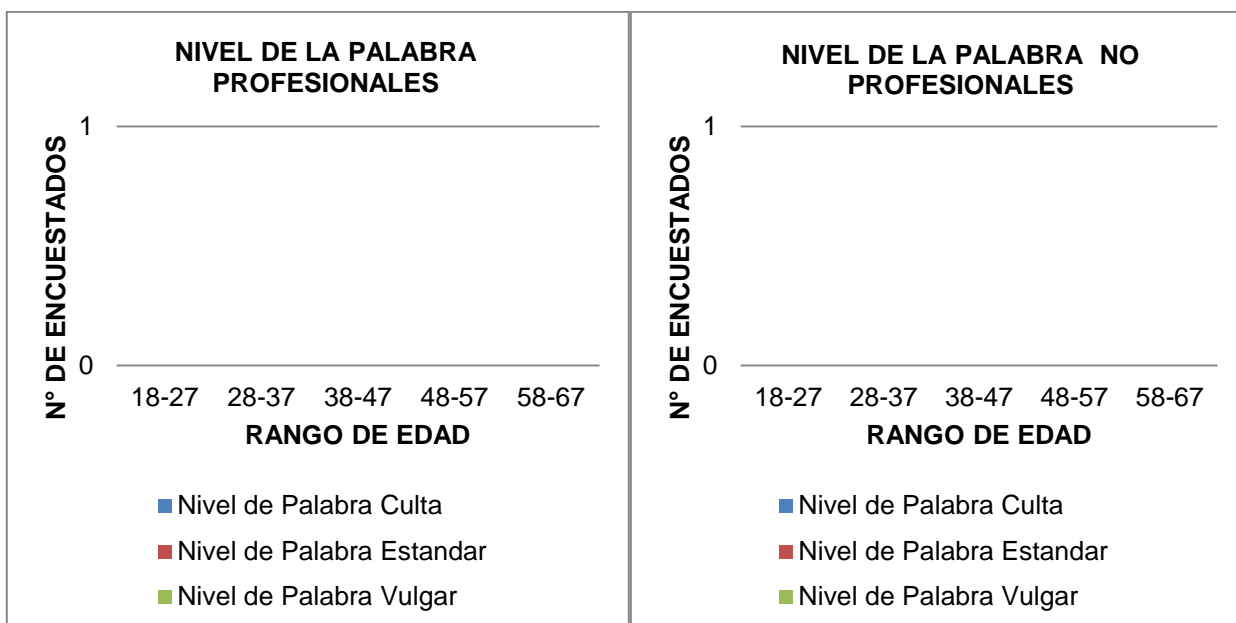 NIVEL DE LA PALABRA
PROFESIONALES
N° DE ENCUESTADOS
1
0
18-27 28-37 38-47 48-57 58-67
RANGO DE EDAD
Nivel de Palabra Culta
Nivel de Palabra Estandar
Nivel de Palabra Vulgar
NIVEL DE LA PALABRA NO
PROFESIONALES
N° DE ENCUESTADOS
1
0
18-27 28-37 38-47 48-57 58-67
RANGO DE EDAD
Nivel de Palabra Culta
Nivel de Palabra Estandar
Nivel de Palabra Vulgar